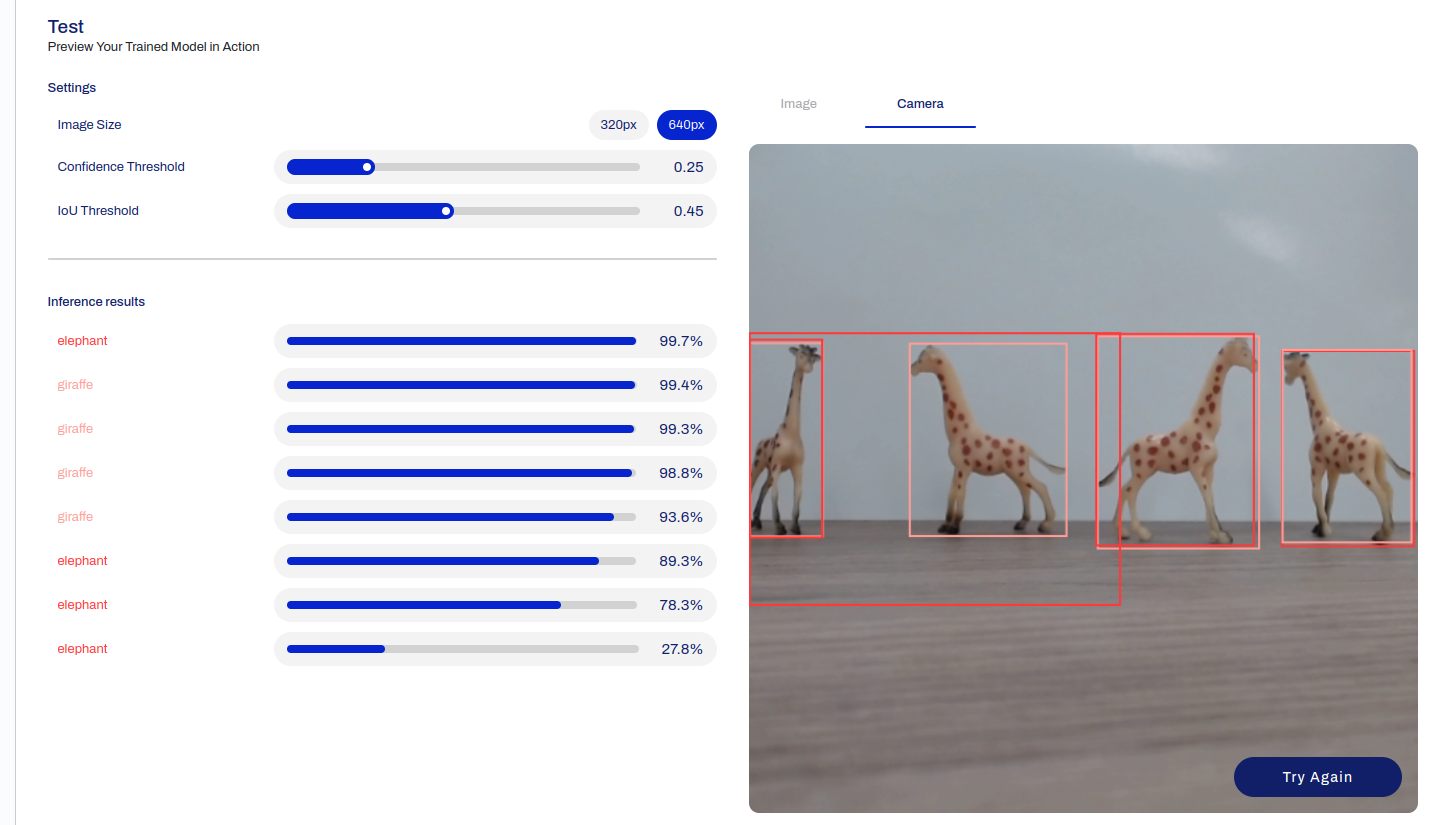 Test
Preview Your Trained Model in Action
Settings
Image Size
320px
640px
Confidence Threshold
0.25
IoU Threshold
0.45
Inference results
elephant
99.7%
giraffe
99.4%
giraffe
99.3%
giraffe
98.8%
giraffe
93.6%
elephant
89.3%
elephant
78.3%
elephant
27.8%
Image
Camera
Try Again